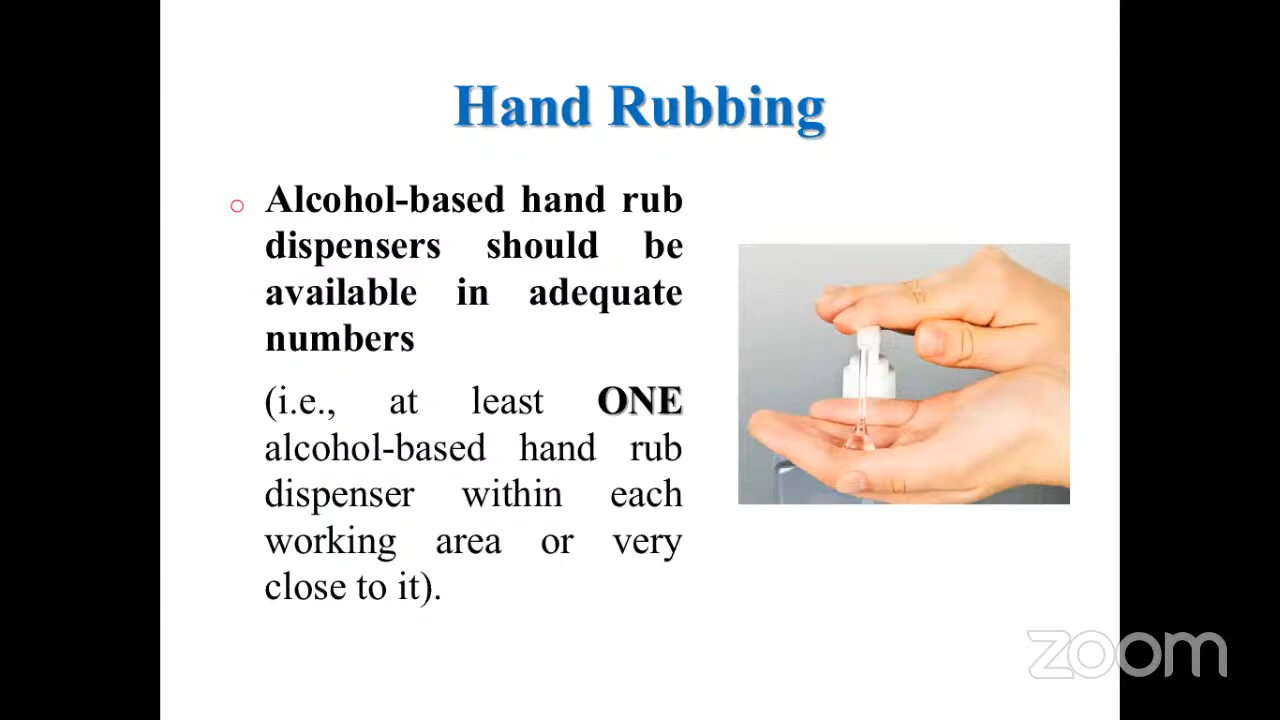 Hand Rubbing
Alcohol-based hand rub
dispensers should be
available in adequate
numbers
(i.e., at least ONE
alcohol-based hand rub
dispenser within each
working area or very
close to it).
zoom